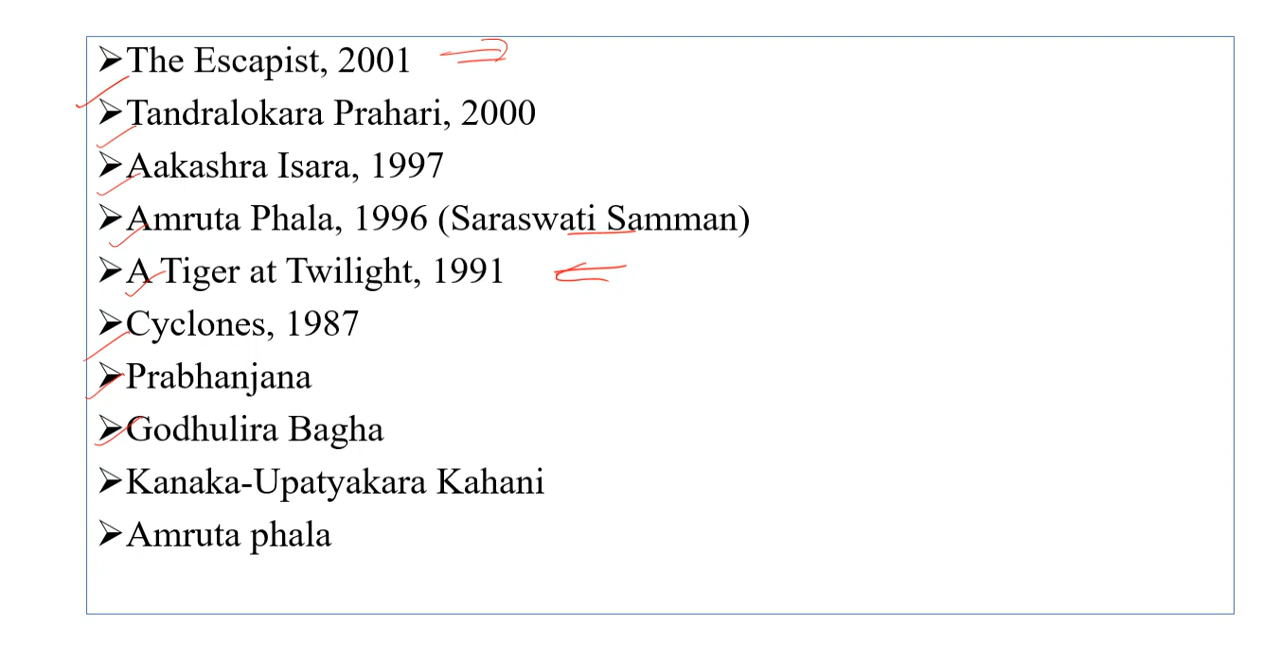 ➢The Escapist, 2001
➢Tandralokara Prahari, 2000
➢Aakashra Isara, 1997
➢Amruta Phala, 1996 (Saraswati Samman)
➢A Tiger at Twilight, 1991
➢Cyclones, 1987
➢Prabhanjana
➢Godhulira Bagha
➢Kanaka-Upatyakara Kahani
➢Amruta phala